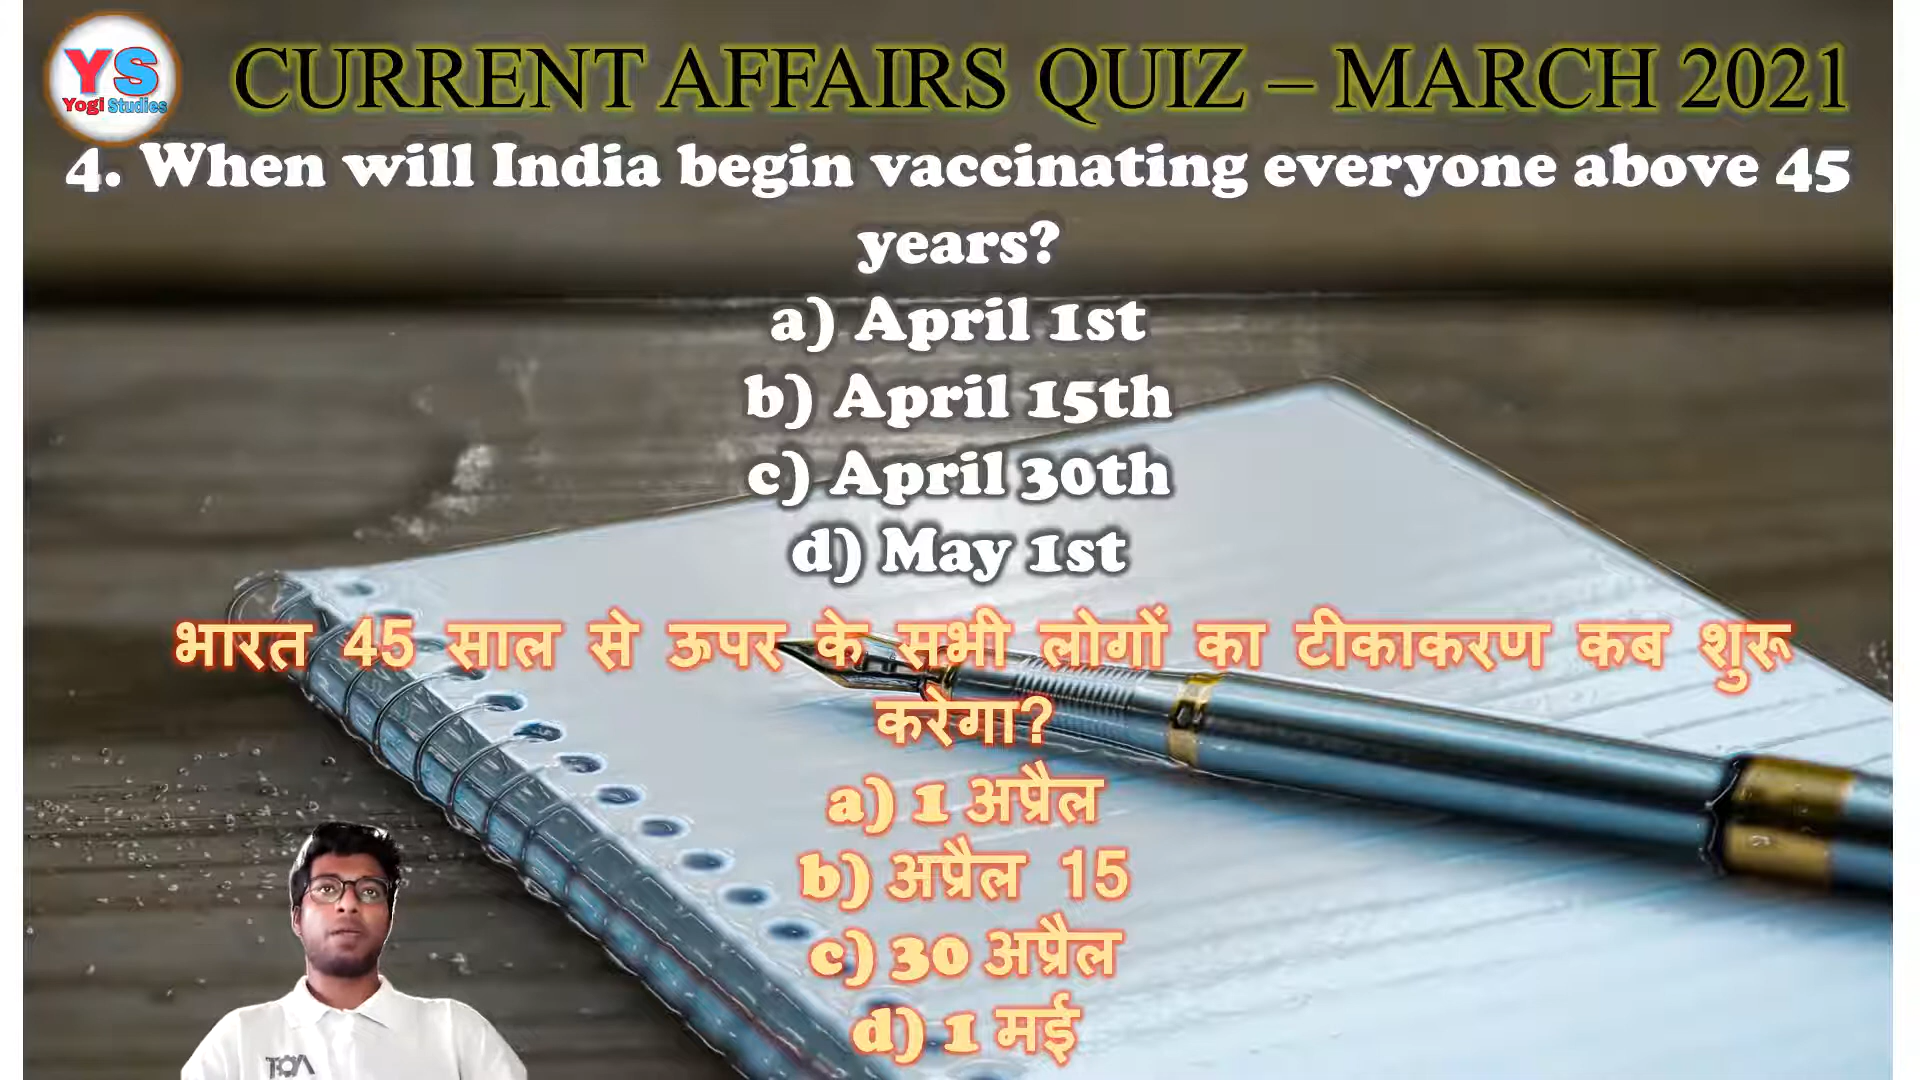 YS
Yogi Studies
CURRENT AFFAIRS QUIZ – MARCH 2021
4. When will India begin vaccinating everyone above 45
years?
a) April 1st
b) April 15th
c) April 30th
d) May 1st
भारत 45 साल से ऊपर के सभी लोगों का टीकाकरण कब शुरू
करेगा?
a) 1 अप्रैल
b) अप्रैल 15
c) 30 अप्रैल
d) 1 मई